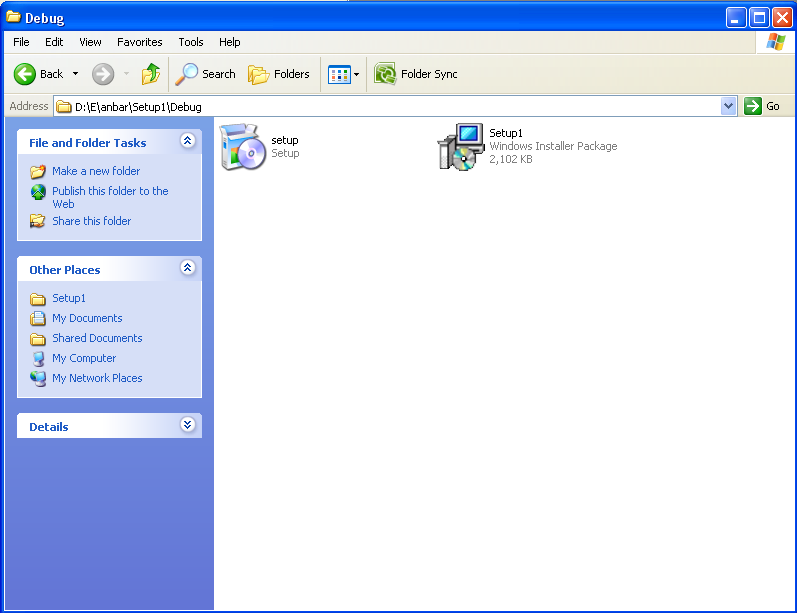 Debug
File Edit View Favorites Tools Help
Back Search Folders Folder Sync
Address D:\E\anbar\Setup1\Debug Go
File and Folder Tasks
Make a new folder
Publish this folder to the
Web
Share this folder
Other Places
Setup1
My Documents
Shared Documents
My Computer
My Network Places
Details
setup
Setup
Setup1
Windows Installer Package
2,102 KB